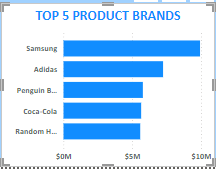 TOP 5 PRODUCT BRANDS
Samsung
Adidas
Penguin B...
Coca-Cola
Random H...
$0M $5M $10M